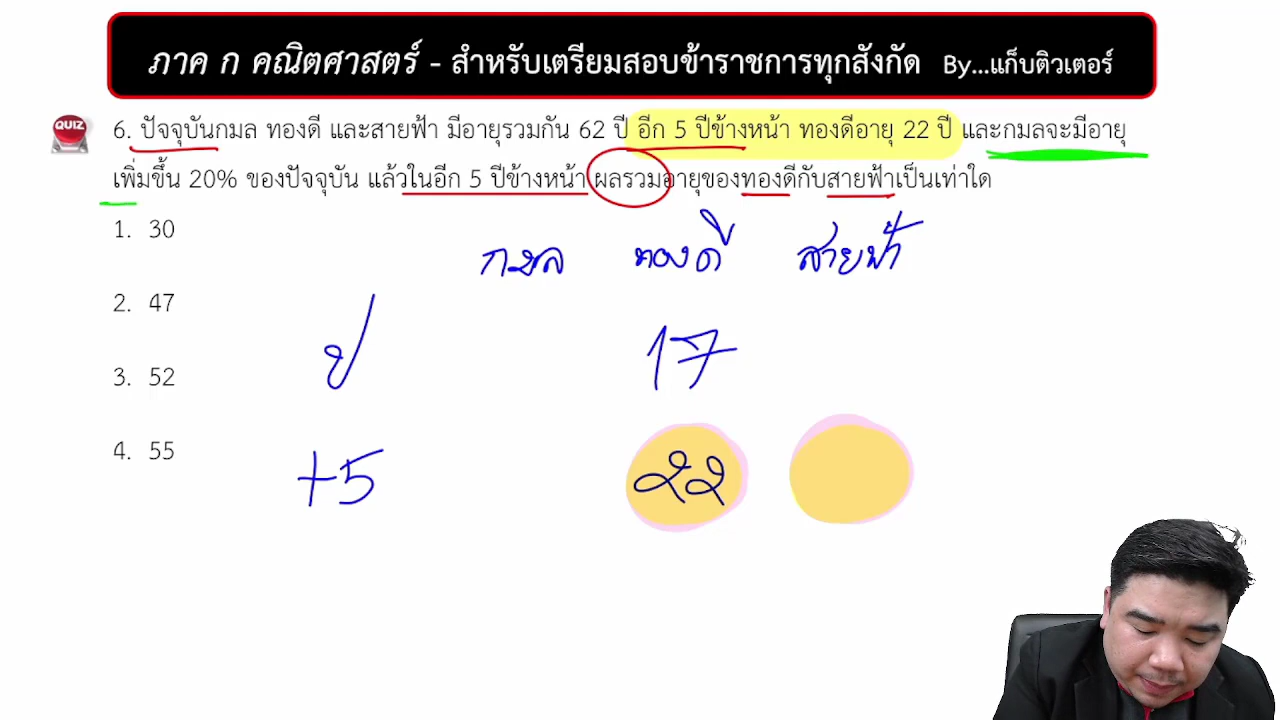 ภาค ก คณิตศาสตร์ - สำหรับเตรียมสอบข้าราชการทุกสังกัด By...แก็บติวเตอร์
QUIZ
6. ปัจจุบันกมล ทองดี และสายฟ้า มีอายุรวมกัน 62 ปี อีก 5 ปีข้างหน้า ทองดีอายุ 22 ปี และกมลจะมีอายุ
เพิ่มขึ้น 20% ของปัจจุบัน แล้วในอีก 5 ปีข้างหน้า ผลรวมอายุของทองดีกับสายฟ้าเป็นเท่าใด
1. 30
กมล ทองดี สายฟ้า
2. 47
ป 17
3. 52
4. 55
+5 22